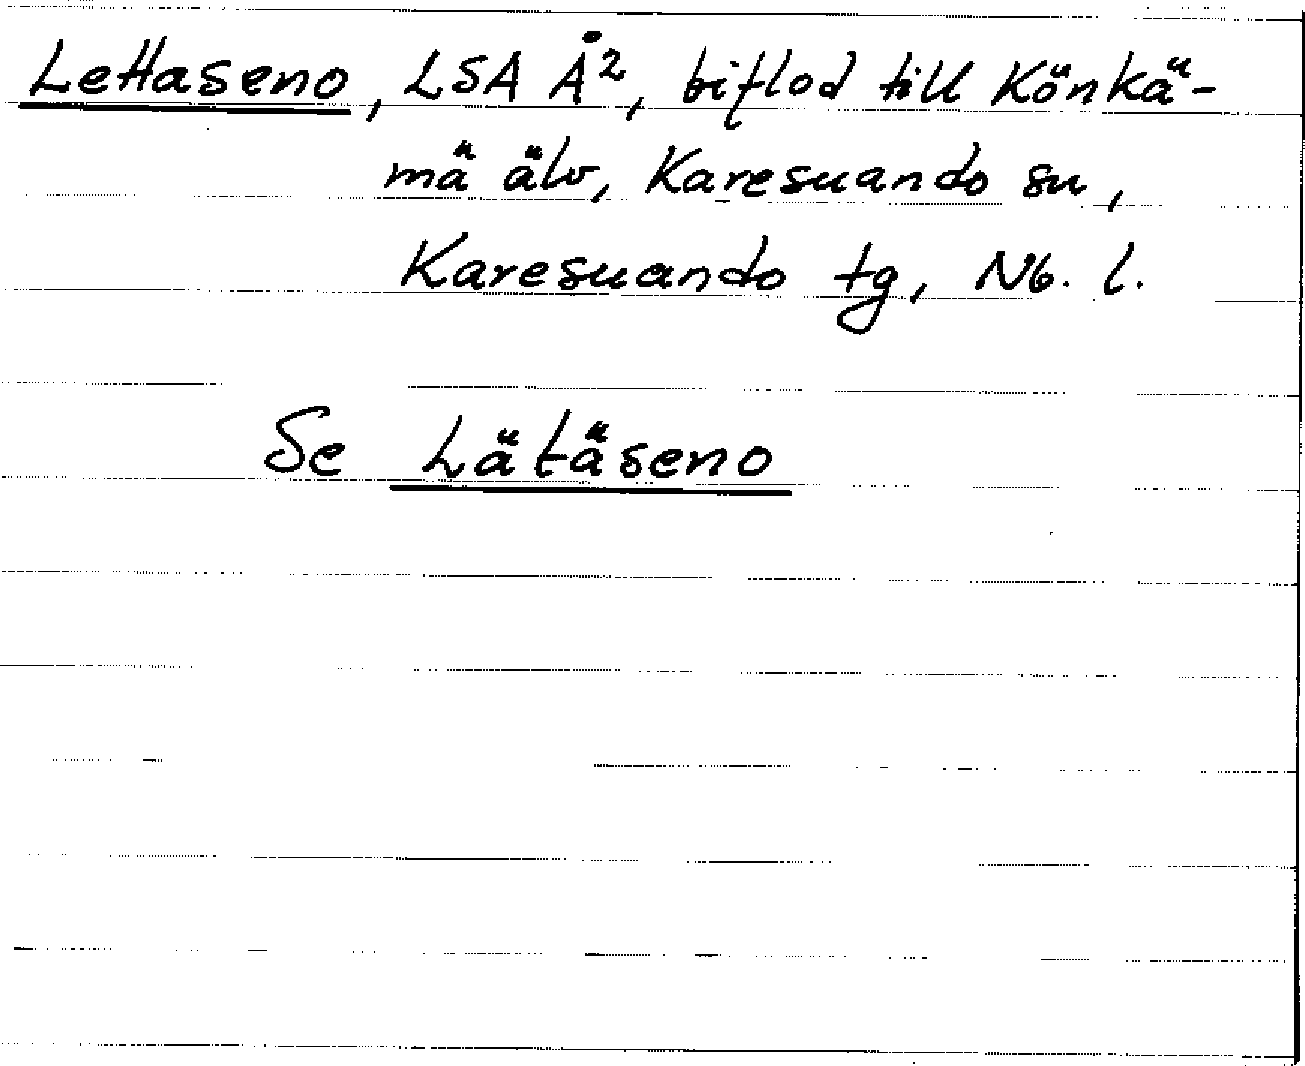 Lettaseno, LSA Å², biflod till Könkä-
mä älv, Karesuando sn,
Karesuando tg, Nb. l.
Se Lätäseno